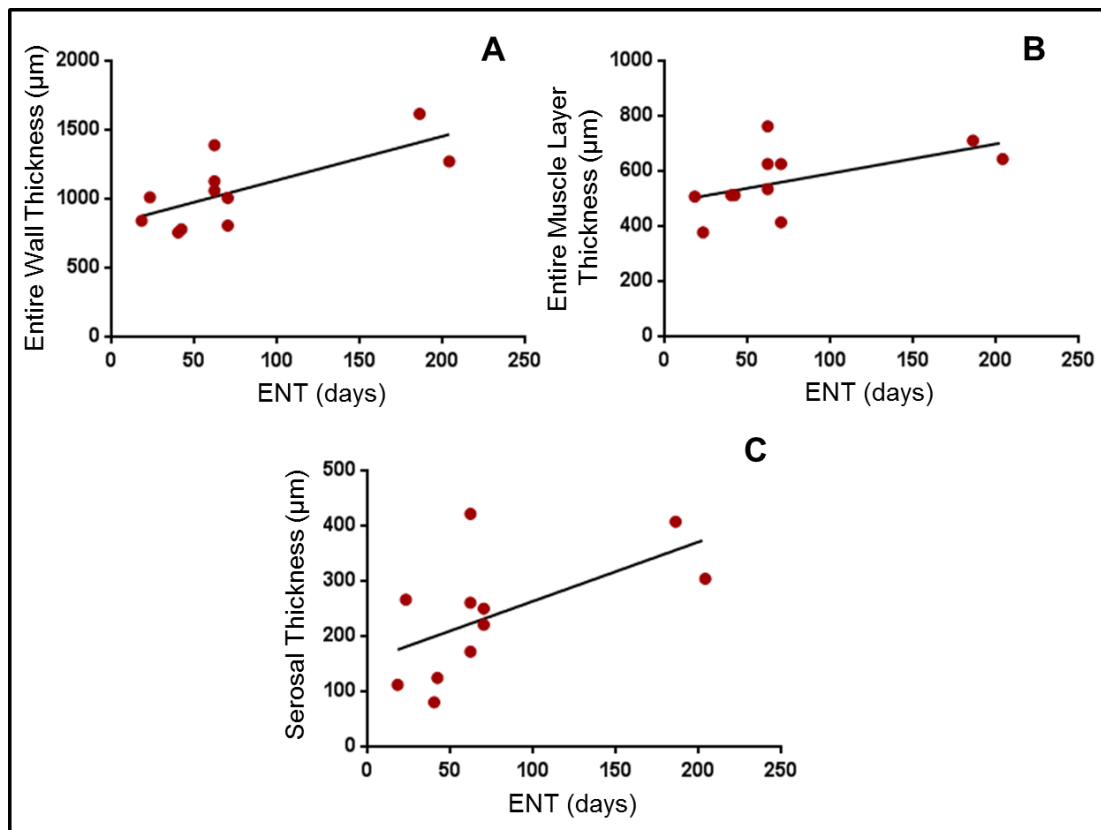 A
Entire Wall Thickness (µm)
2000
1500
1000
500
0
0 50 100 150 200 250
ENT (days)
B
Entire Muscle Layer
Thickness (µm)
1000
800
600
400
200
0
0 50 100 150 200 250
ENT (days)
C
Serosal Thickness (µm)
500
400
300
200
100
0
0 50 100 150 200 250
ENT (days)